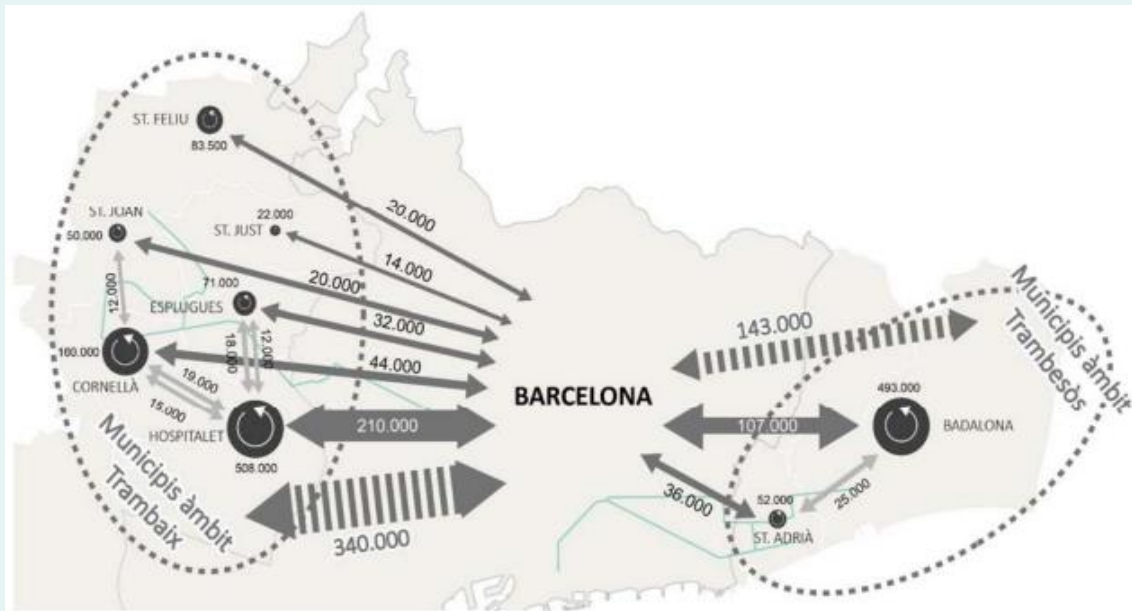 ST. FELIU
83.500
20.000
ST. JOAN
50.000
22.000
ST. JUST
14.000
20.000
12.000
71.000
ESPLUGUES
32.000
18.000
12.000
160.000
CORNELLÀ
44.000
19.000
15.000
HOSPITALET
508.000
210.000
Municipis àmbit
Trambaix
340.000
BARCELONA
143.000
Municipis àmbit
Trambesòs
107.000
493.000
BADALONA
36.000
52.000
ST. ADRIÀ
25.000